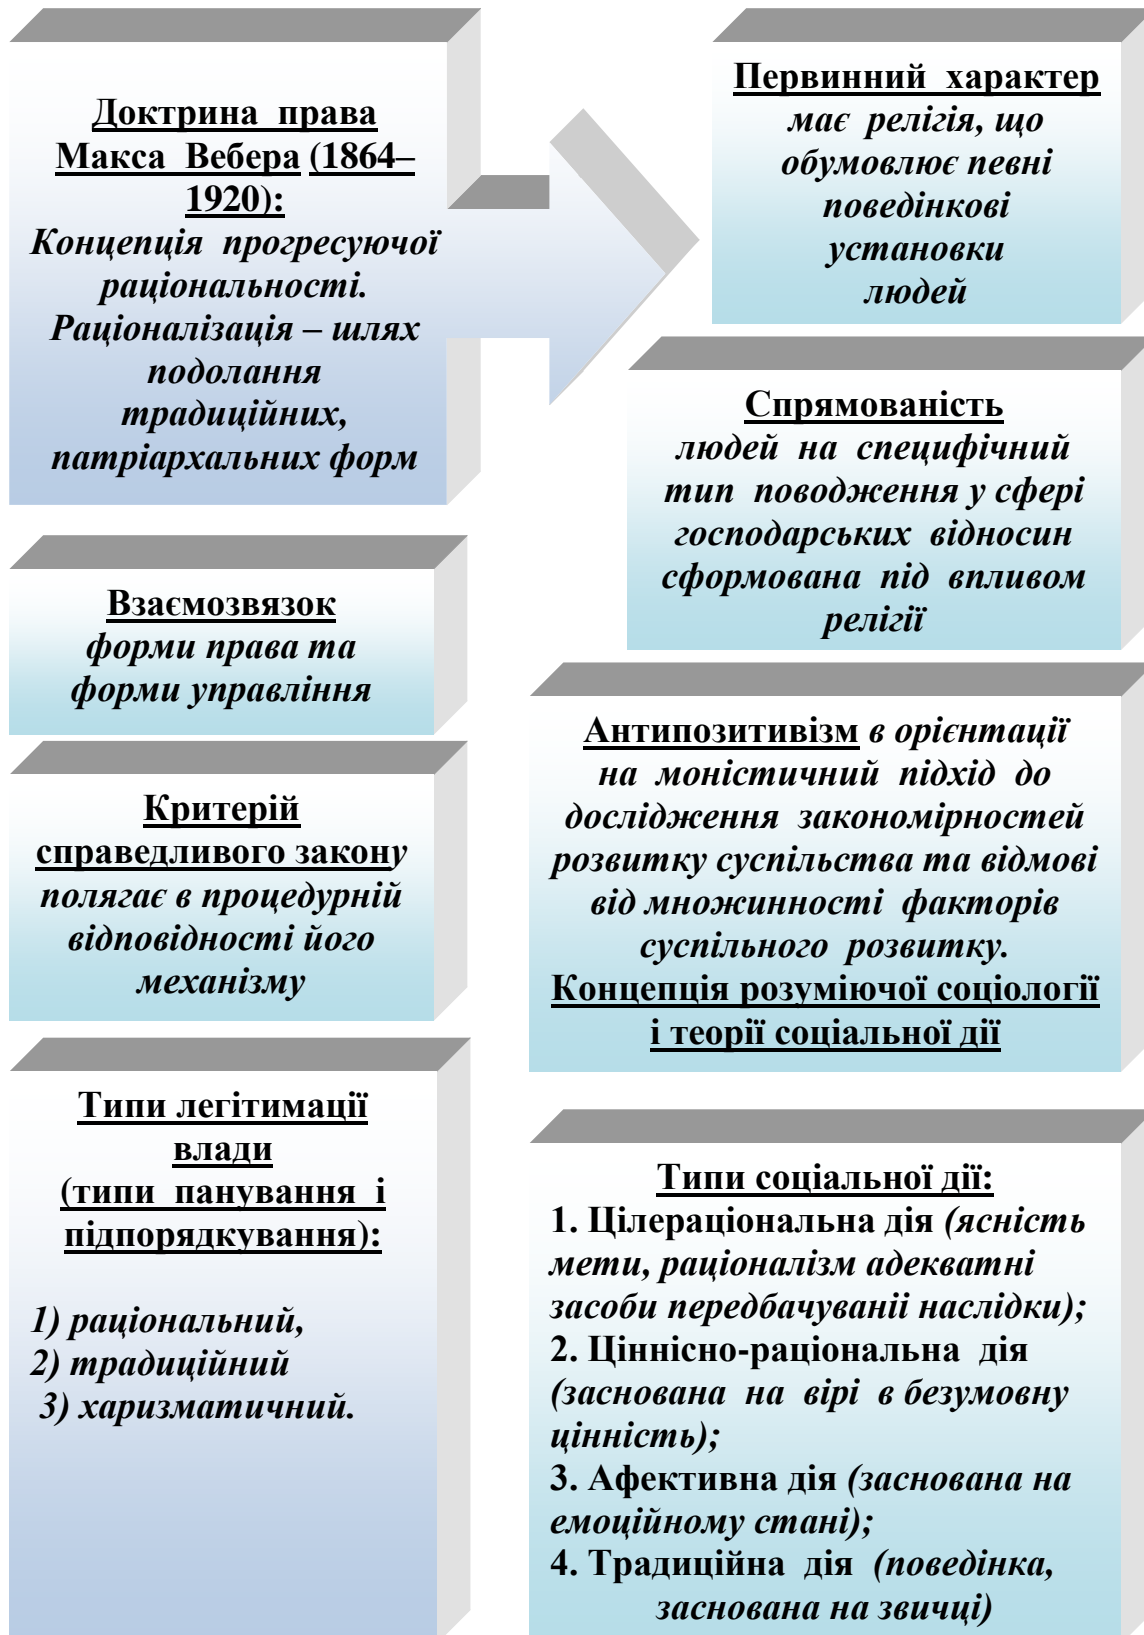 Доктрина права
Макса Вебера (1864–
1920):
Концепція прогресуючої
раціональності.
Раціоналізація – шлях
подолання
традиційних,
патріархальних форм
Первинний характер
має релігія, що
обумовлює певні
поведінкові
установки
людей
Спрямованість
людей на специфічний
тип поводження у сфері
господарських відносин
сформована під впливом
релігії
Взаємозвязок
форми права та
форми управління
Критерій
справедливого закону
полягає в процедурній
відповідності його
механізму
Антипозитивізм в орієнтації
на моністичний підхід до
дослідження закономірностей
розвитку суспільства та відмові
від множинності факторів
суспільного розвитку.
Концепція розуміючої соціології
і теорії соціальної дії
Типи легітимації
влади
(типи панування і
підпорядкування):
1) раціональний,
2) традиційний
3) харизматичний.
Типи соціальної дії:
1. Цілераціональна дія (ясність
мети, раціоналізм адекватні
засоби передбачуваніі наслідки);
2. Ціннісно-раціональна дія
(заснована на вірі в безумовну
цінність);
3. Афективна дія (заснована на
емоційному стані);
4. Традиційна дія (поведінка,
заснована на звичці)